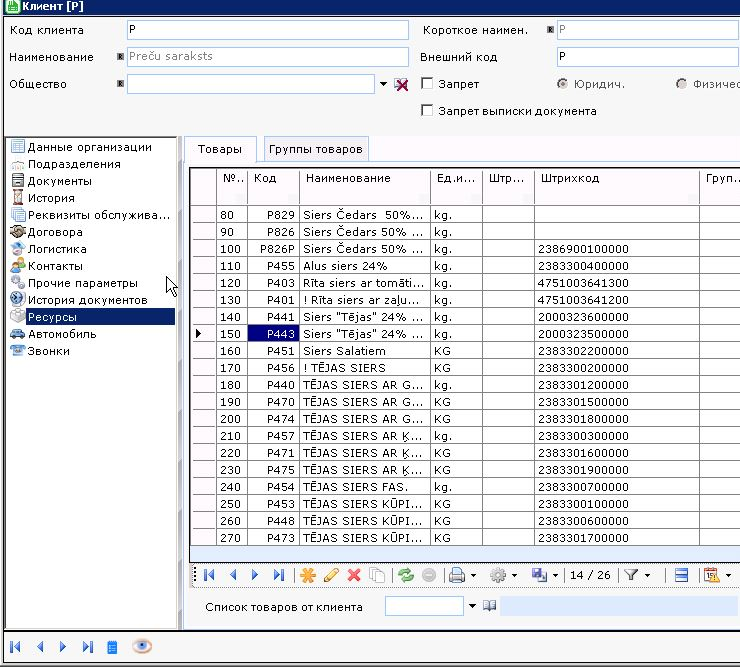 Клиент [P]
Код клиента P Короткое наимен. P
Наименование Preču saraksts Внешний код P
Общество Запрет Юридич. Физичес
Запрет выписки документа
Данные организации
Подразделения
Документы
История
Реквизиты обслужива...
Договора
Логистика
Контакты
Прочие параметры
История документов
Ресурсы
Автомобиль
Звонки
Товары Группы товаров
№.. Код Наименование Ед.и... Штр... Штрихкод Груп..
80 P829 Siers Čedars 50%... kg.
90 P826 Siers Čedars 50% ... kg.
100 P826P Siers Čedars 50% ... kg. 2386900100000
110 P455 Alus siers 24% kg. 2383300400000
120 P403 Rīta siers ar tomāti... kg. 4751003641300
130 P401 ! Rīta siers ar zaļu... kg. 4751003641200
140 P441 Siers "Tējas" 24% ... kg. 2000323600000
150 P443 Siers "Tējas" 24% ... kg. 2000323500000
160 P451 Siers Salatiem KG 2383302200000
170 P456 ! TĒJAS SIERS KG 2383300200000
180 P440 TĒJAS SIERS AR G... kg. 2383301200000
190 P470 TĒJAS SIERS AR G... KG 2383301500000
200 P474 TĒJAS SIERS AR G... KG 2383301800000
210 P457 TĒJAS SIERS AR Ķ... kg. 2383300300000
220 P471 TĒJAS SIERS AR Ķ... KG 2383301600000
230 P475 TĒJAS SIERS AR Ķ... KG 2383301900000
240 P454 TĒJAS SIERS FAS. kg. 2383300700000
250 P453 TĒJAS SIERS KŪPI... KG 2383300100000
260 P448 TĒJAS SIERS KŪPI... KG 2383300600000
270 P473 TĒJAS SIERS KŪPI... KG 2383301700000
14 / 26
Список товаров от клиента